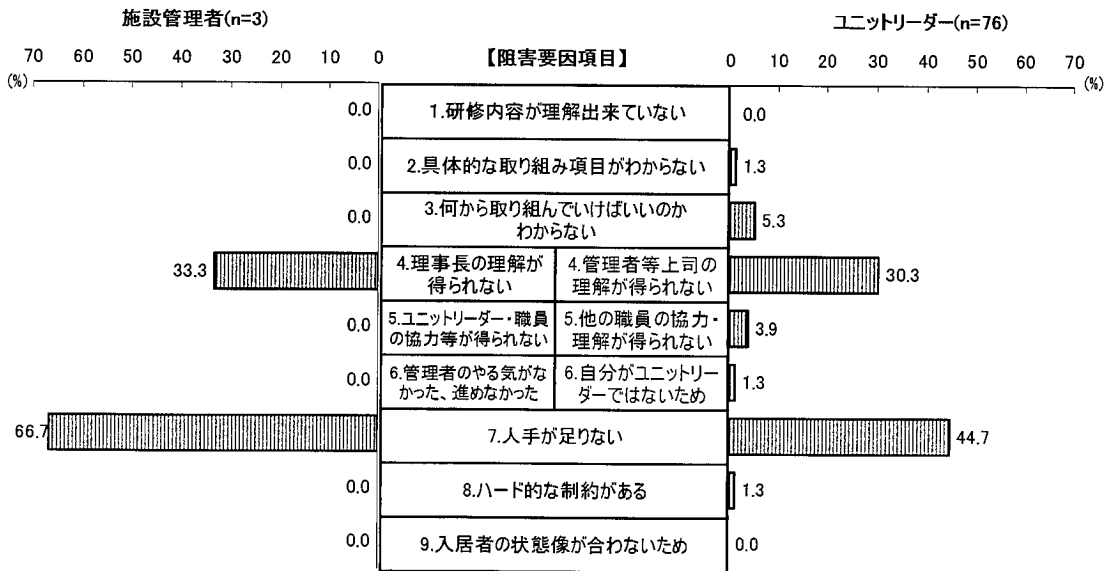 施設管理者(n=3)
ユニットリーダー(n=76)
70 60 50 40 30 20 10 0
【阻害要因項目】
0 10 20 30 40 50 60 70
(%)
(%)
0.0
1.研修内容が理解出来ていない
0.0
0.0
2.具体的な取り組み項目がわからない
1.3
0.0
3.何から取り組んでいけばいいのか
わからない
5.3
33.3
4.理事長の理解が
得られない
4.管理者等上司の
理解が得られない
30.3
0.0
5.ユニットリーダー・職員
の協力等が得られない
5.他の職員の協力・
理解が得られない
3.9
0.0
6.管理者のやる気がな
かった、進めなかった
6.自分がユニットリー
ダーではないため
1.3
66.7
7.人手が足りない
44.7
0.0
8.ハード的な制約がある
1.3
0.0
9.入居者の状態像が合わないため
0.0